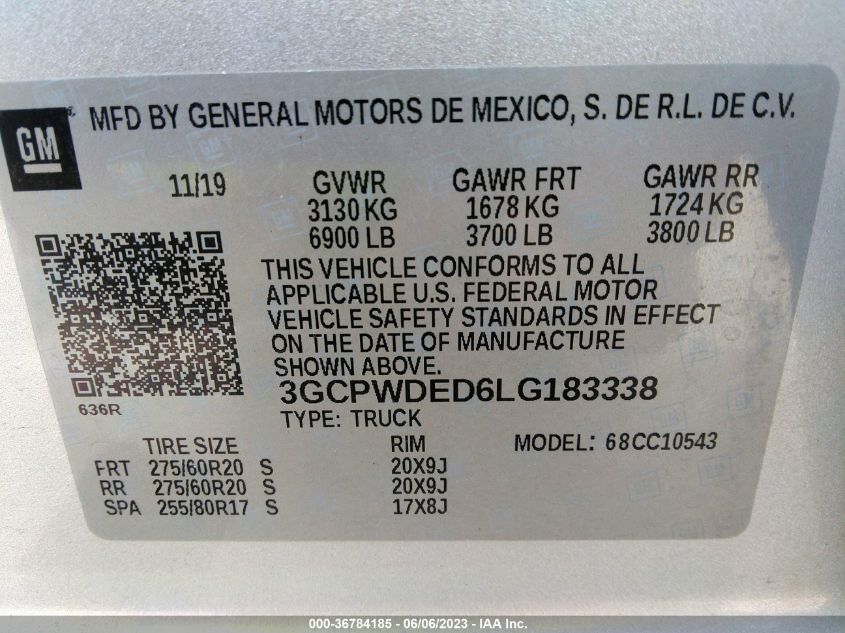 GM
MFD BY GENERAL MOTORS DE MEXICO, S. DE R.L. DE C.V.
11/19 GVWR GAWR FRT GAWR RR
3130 KG 1678 KG 1724 KG
6900 LB 3700 LB 3800 LB
THIS VEHICLE CONFORMS TO ALL
APPLICABLE U.S. FEDERAL MOTOR
VEHICLE SAFETY STANDARDS IN EFFECT
ON THE DATE OF MANUFACTURE
SHOWN ABOVE.
3GCPWDED6LG183338
636R
TYPE: TRUCK
TIRE SIZE RIM MODEL: 68CC10543
FRT 275/60R20 S 20X9J
RR 275/60R20 S 20X9J
SPA 255/80R17 S 17X8J
000-36784185 - 06/06/2023 - IAA Inc.